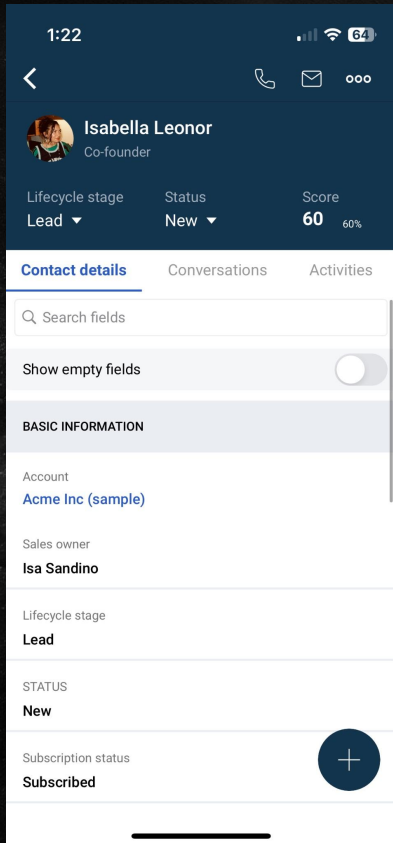 1:22
64
Isabella Leonor
Co-founder
Lifecycle stage
Status
Score
Lead
New
60 60%
Contact details
Conversations
Activities
Search fields
Show empty fields
BASIC INFORMATION
Account
Acme Inc (sample)
Sales owner
Isa Sandino
Lifecycle stage
Lead
STATUS
New
Subscription status
Subscribed